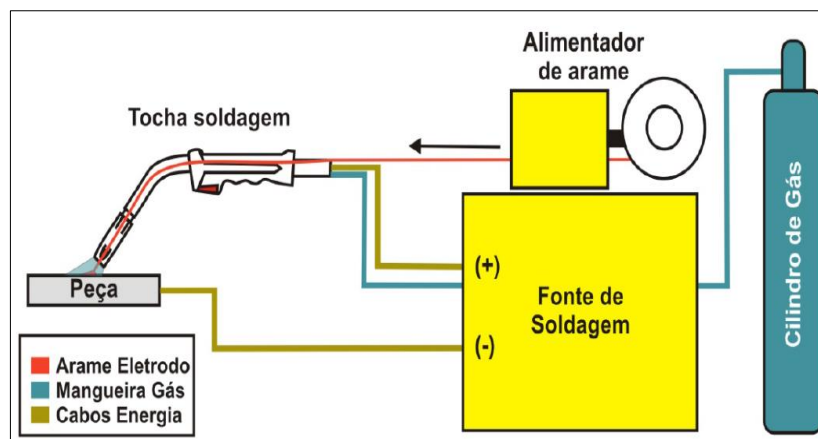 Alimentador
de arame
Tocha soldagem
Cilindro de Gás
(+)
Fonte de
Soldagem
(-)
Peça
Arame Eletrodo
Mangueira Gás
Cabos Energia